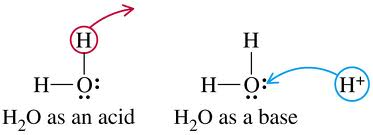 H H
H—O: H—O: H⁺
H₂O as an acid H₂O as a base